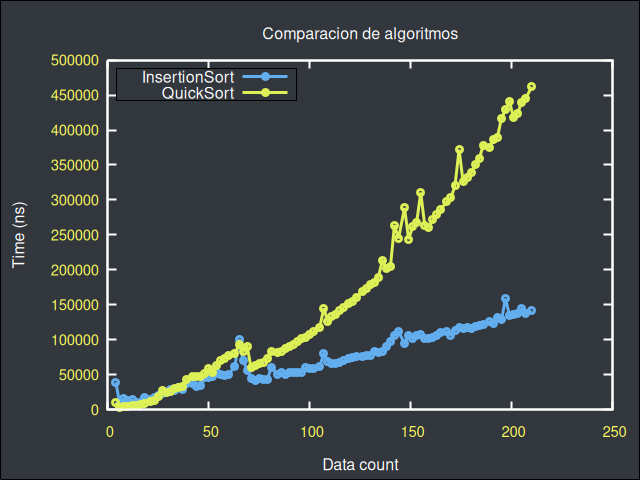 Comparacion de algoritmos
500000
450000
400000
350000
300000
250000
200000
150000
100000
50000
0
InsertionSort
QuickSort
Time (ns)
0 50 100 150 200 250
Data count